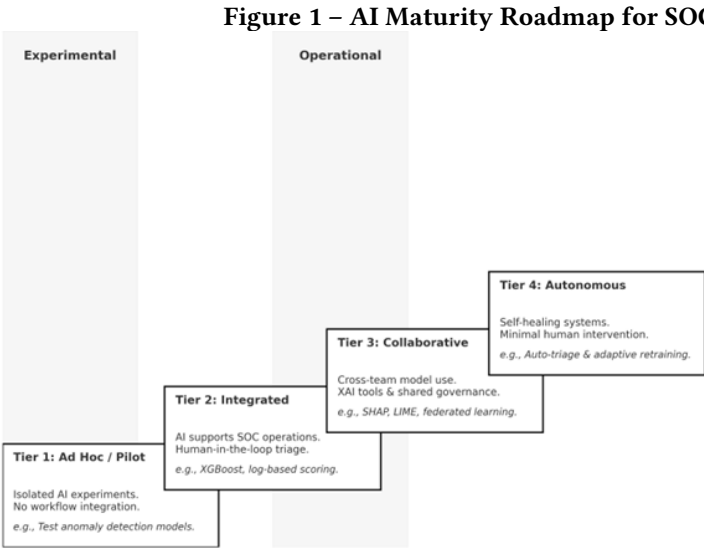 Figure 1 – AI Maturity Roadmap for SOC
Experimental
Operational
Tier 4: Autonomous
Self-healing systems.
Minimal human intervention.
e.g., Auto-triage & adaptive retraining.
Tier 3: Collaborative
Cross-team model use.
XAI tools & shared governance.
e.g., SHAP, LIME, federated learning.
Tier 2: Integrated
AI supports SOC operations.
Human-in-the-loop triage.
e.g., XGBoost, log-based scoring.
Tier 1: Ad Hoc / Pilot
Isolated AI experiments.
No workflow integration.
e.g., Test anomaly detection models.